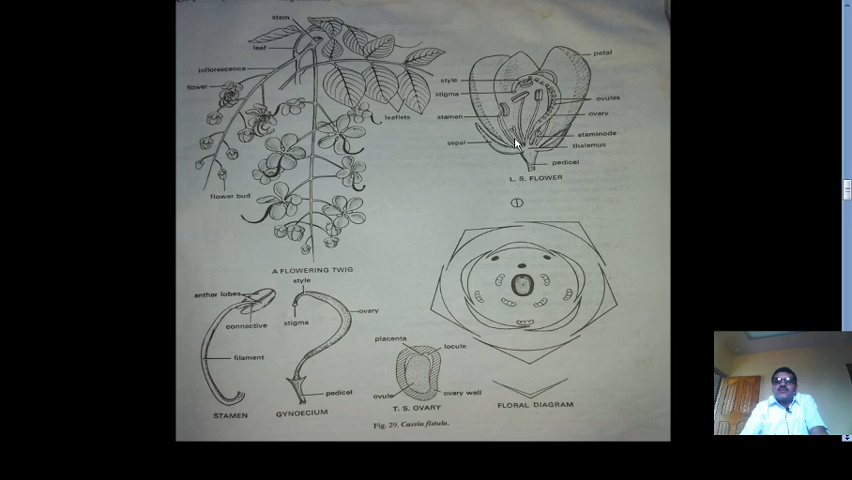 stem
leaf
inflorescence
flower
leaflets
flower bud
A FLOWERING TWIG
petal
style
stigma
ovules
stamen
ovary
staminode
sepal
thalamus
pedicel
L. S. FLOWER
anther lobes
connective
filament
STAMEN
style
stigma
ovary
pedicel
GYNOECIUM
placenta
locule
ovule
ovary wall
T. S. OVARY
FLORAL DIAGRAM
Fig. 29. Cassia fistula.